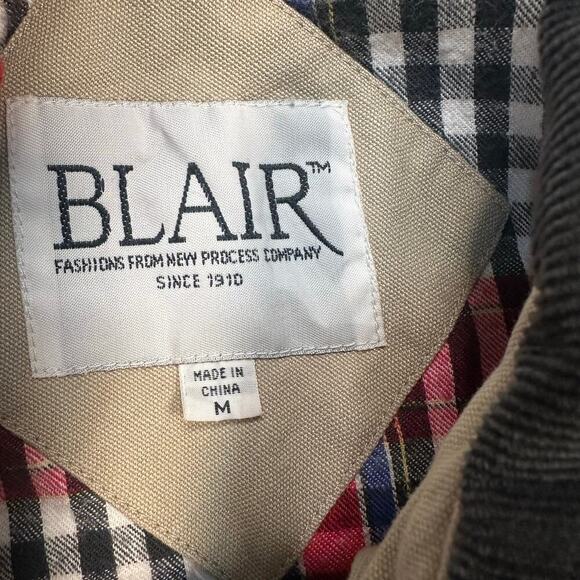 BLAIR™
FASHIONS FROM NEW PROCESS COMPANY
SINCE 1910
MADE IN
CHINA
M